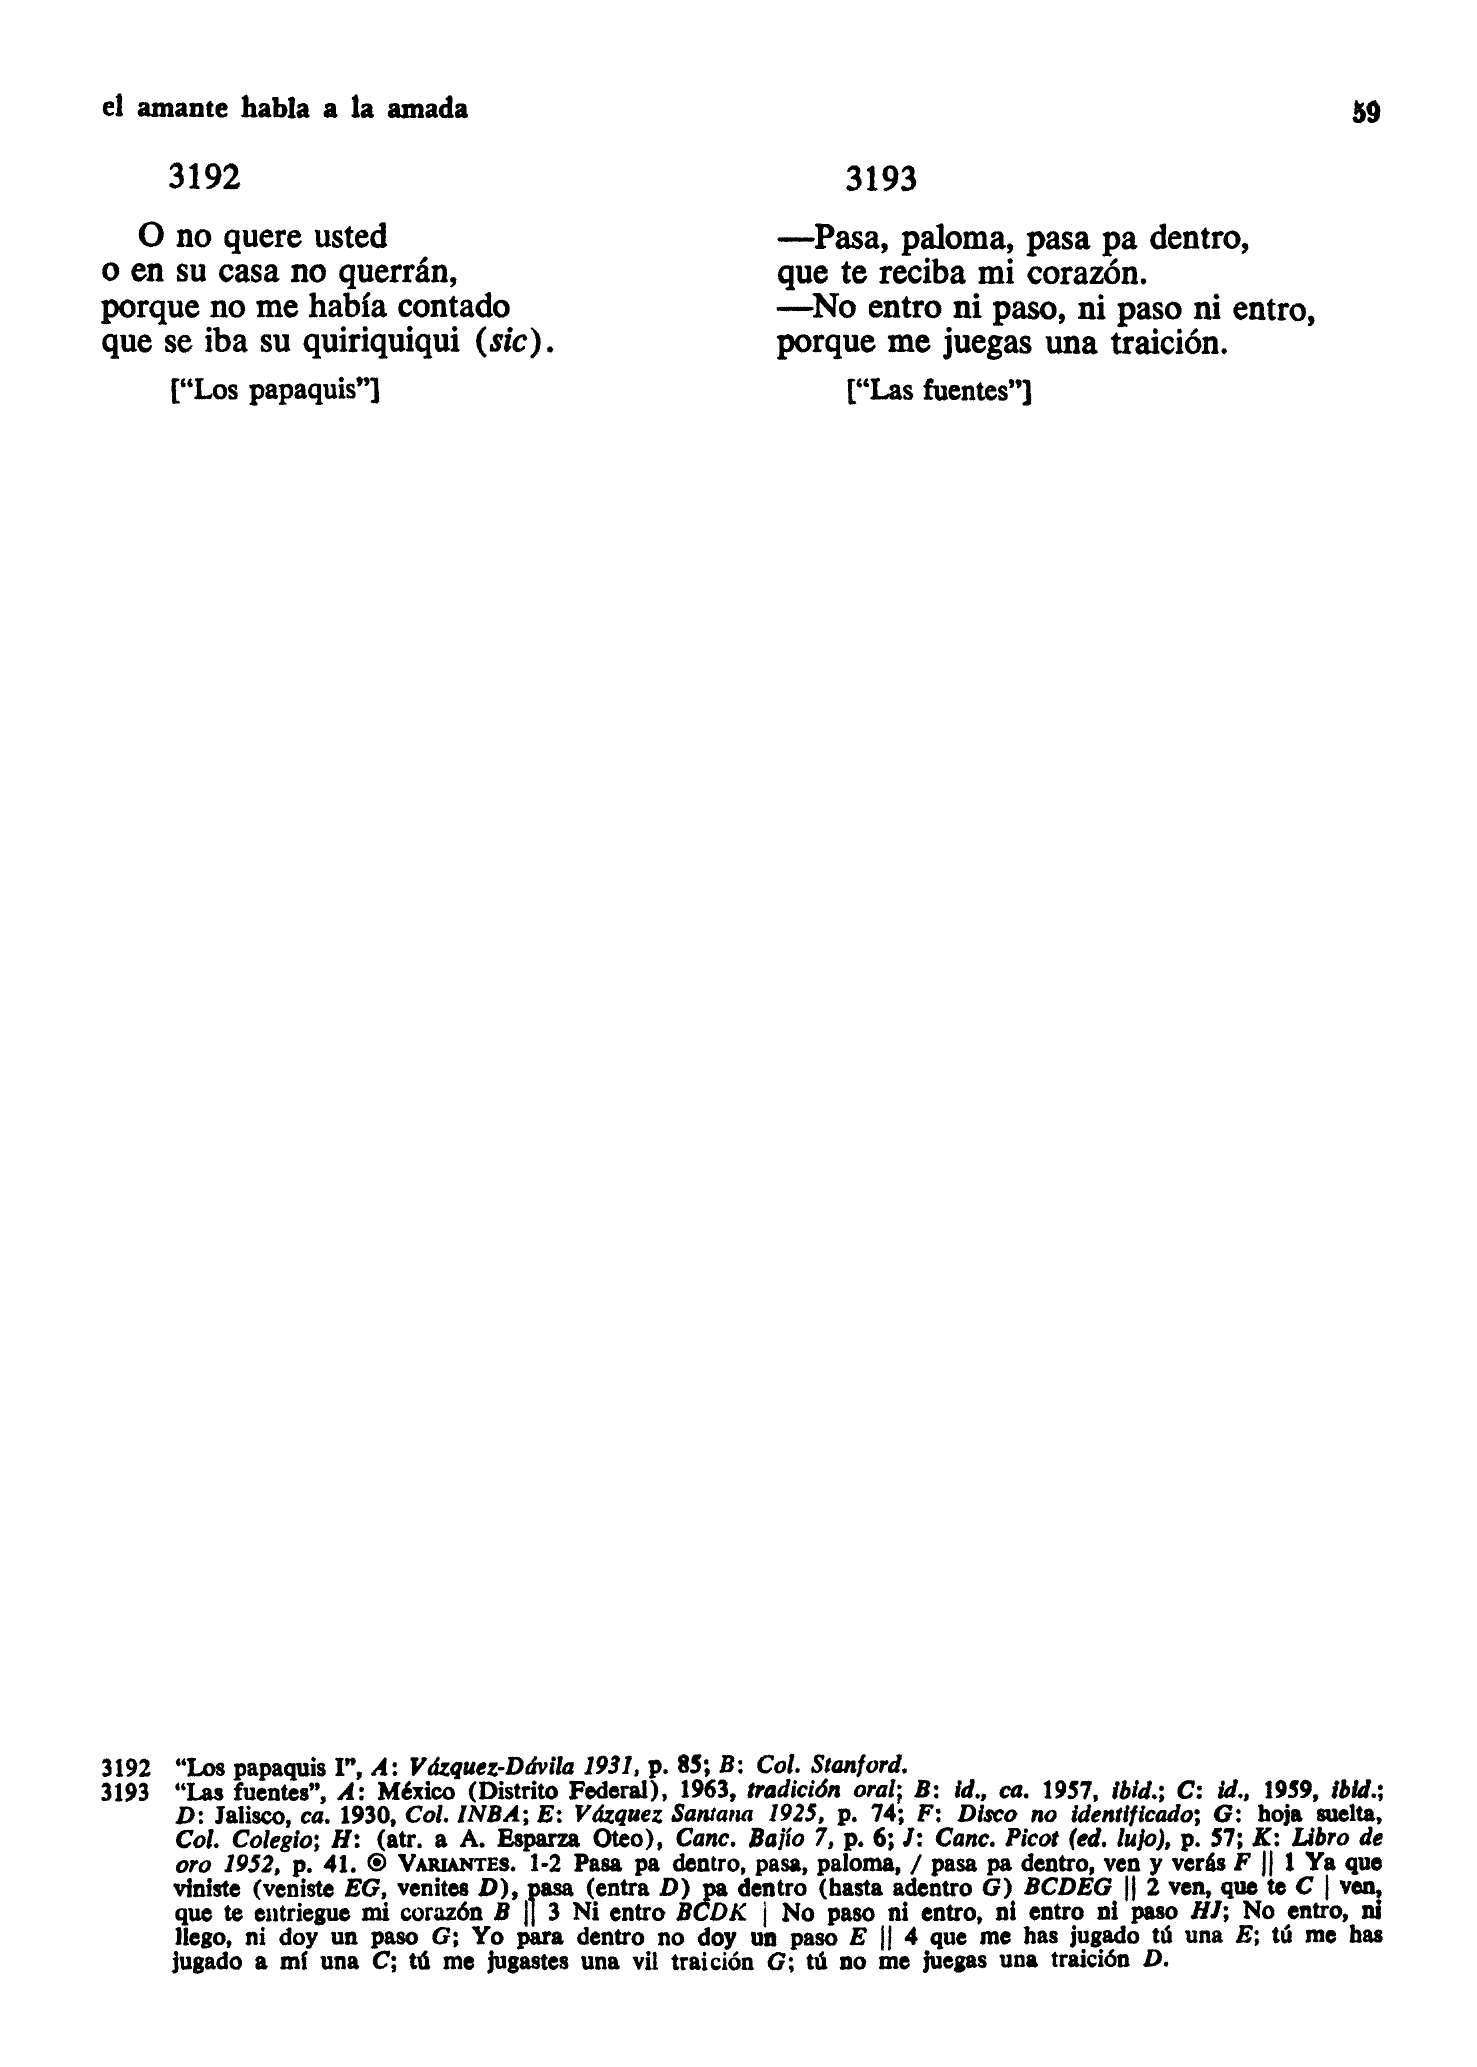 el amante habla a la amada
59
3192
O no quere usted
o en su casa no querrán,
porque no me había contado
que se iba su quiriquiqui (sic).
[“Los papaquis”]
3193
—Pasa, paloma, pasa pa dentro,
que te reciba mi corazón.
—No entro ni paso, ni paso ni entro,
porque me juegas una traición.
[“Las fuentes”]
3192 “Los papaquis I”, A: Vázquez-Dávila 1931, p. 85; B: Col. Stanford.
3193 “Las fuentes”, A: México (Distrito Federal), 1963, tradición oral; B: id., ca. 1957, ibid.; C: id., 1959, ibid.;
D: Jalisco, ca. 1930, Col. INBA; E: Vázquez Santana 1925, p. 74; F: Disco no identificado; G: hoja suelta,
Col. Colegio; H: (atr. a A. Esparza Oteo), Canc. Bajío 7, p. 6; J: Canc. Picot (ed. lujo), p. 57; K: Libro de
oro 1952, p. 41. ⊚ VARIANTES. 1-2 Pasa pa dentro, pasa, paloma, / pasa pa dentro, ven y verás F || 1 Ya que
viniste (veniste EG, venites D), pasa (entra D) pa dentro (hasta adentro G) BCDEG || 2 ven, que te C | ven,
que te entriegue mi corazón B || 3 Ni entro BCDK | No paso ni entro, ni entro ni paso HJ; No entro, ni
llego, ni doy un paso G; Yo para dentro no doy un paso E || 4 que me has jugado tú una E; tú me has
jugado a mí una C; tú me jugastes una vil traición G; tú no me juegas una traición D.